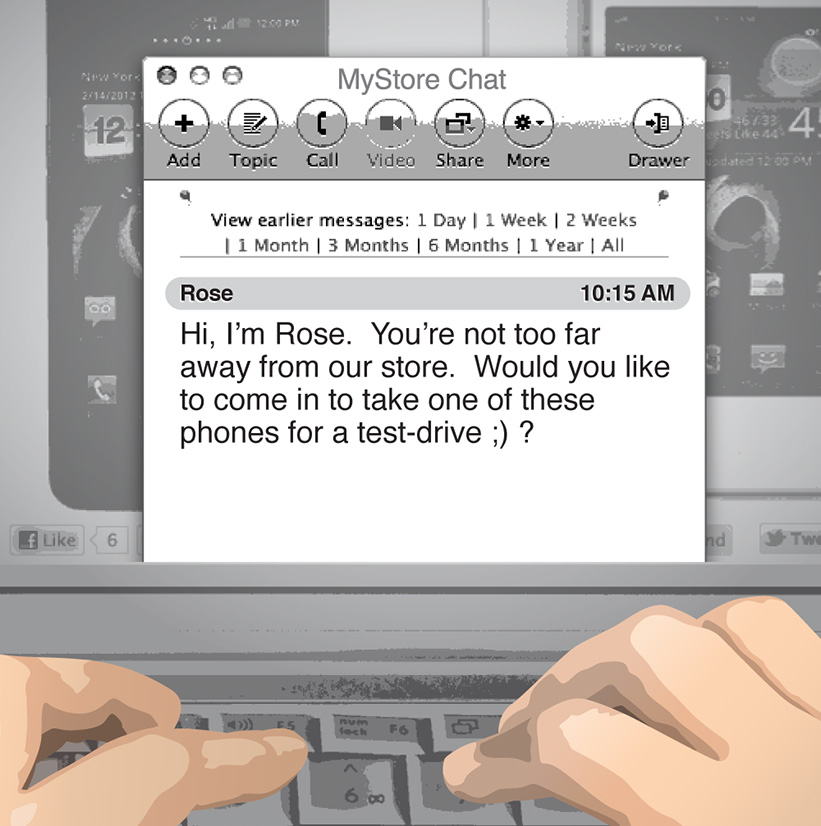 12:00 PM
New York
New York
2/14/2012
12
MyStore Chat
Add Topic Call Video Share More Drawer
46 / 33
4
Updated 12:00 PM
View earlier messages: 1 Day | 1 Week | 2 Weeks
| 1 Month | 3 Months | 6 Months | 1 Year | All
Rose 10:15 AM
Hi, I’m Rose. You’re not too far
away from our store. Would you like
to come in to take one of these
phones for a test-drive ;) ?
f Like 6
nd
Twe
F5
num
lock F6
^
6 ∞